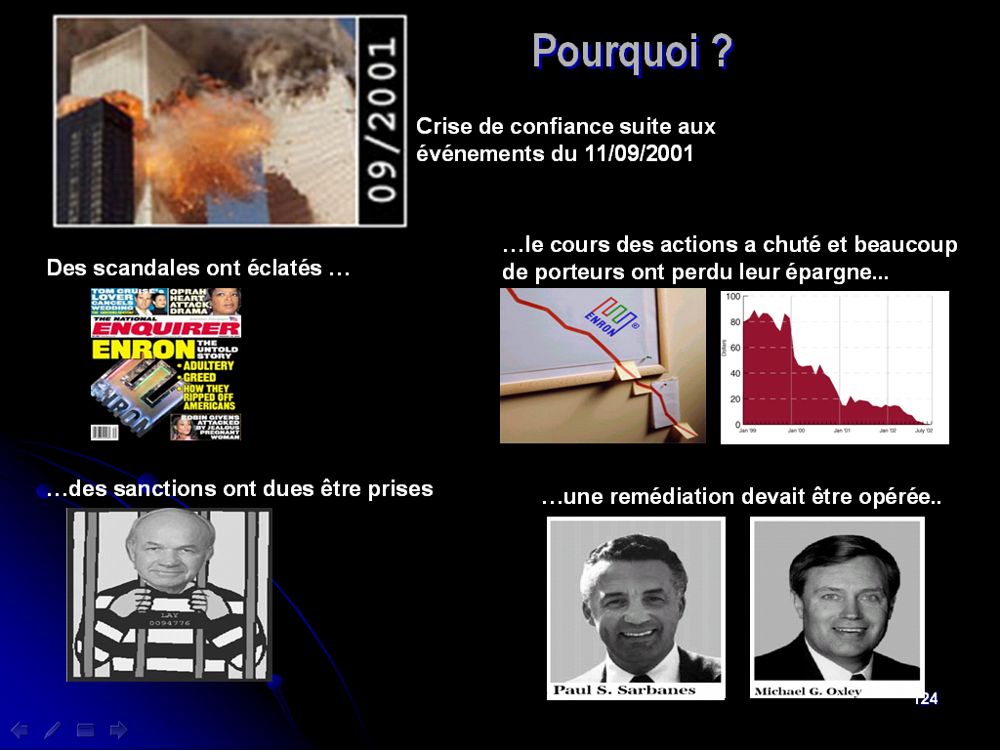 Pourquoi ?
09/2001
Crise de confiance suite aux
événements du 11/09/2001
Des scandales ont éclatés …
…le cours des actions a chuté et beaucoup
de porteurs ont perdu leur épargne...
TOM CRUISE'S
LOVER
CANCELS
WEDDING
OPRAH
HEART
ATTACK
DRAMA
THE NATIONAL
ENQUIRER
ENRON THE
UNTOLD
STORY
• ADULTERY
• GREED
• HOW THEY
RIPPED OFF
AMERICANS
ENRON
ROBIN GIVENS
ATTACKED
BY JEALOUS
PREGNANT
WOMAN
ENRON®
100
80
60
40
20
0
Dollars
Jan '99 Jan '00 Jan '01 Jan '02 July '02
…des sanctions ont dues être prises
…une remédiation devait être opérée..
LAY
0094776
Paul S. Sarbanes
Michael G. Oxley
124